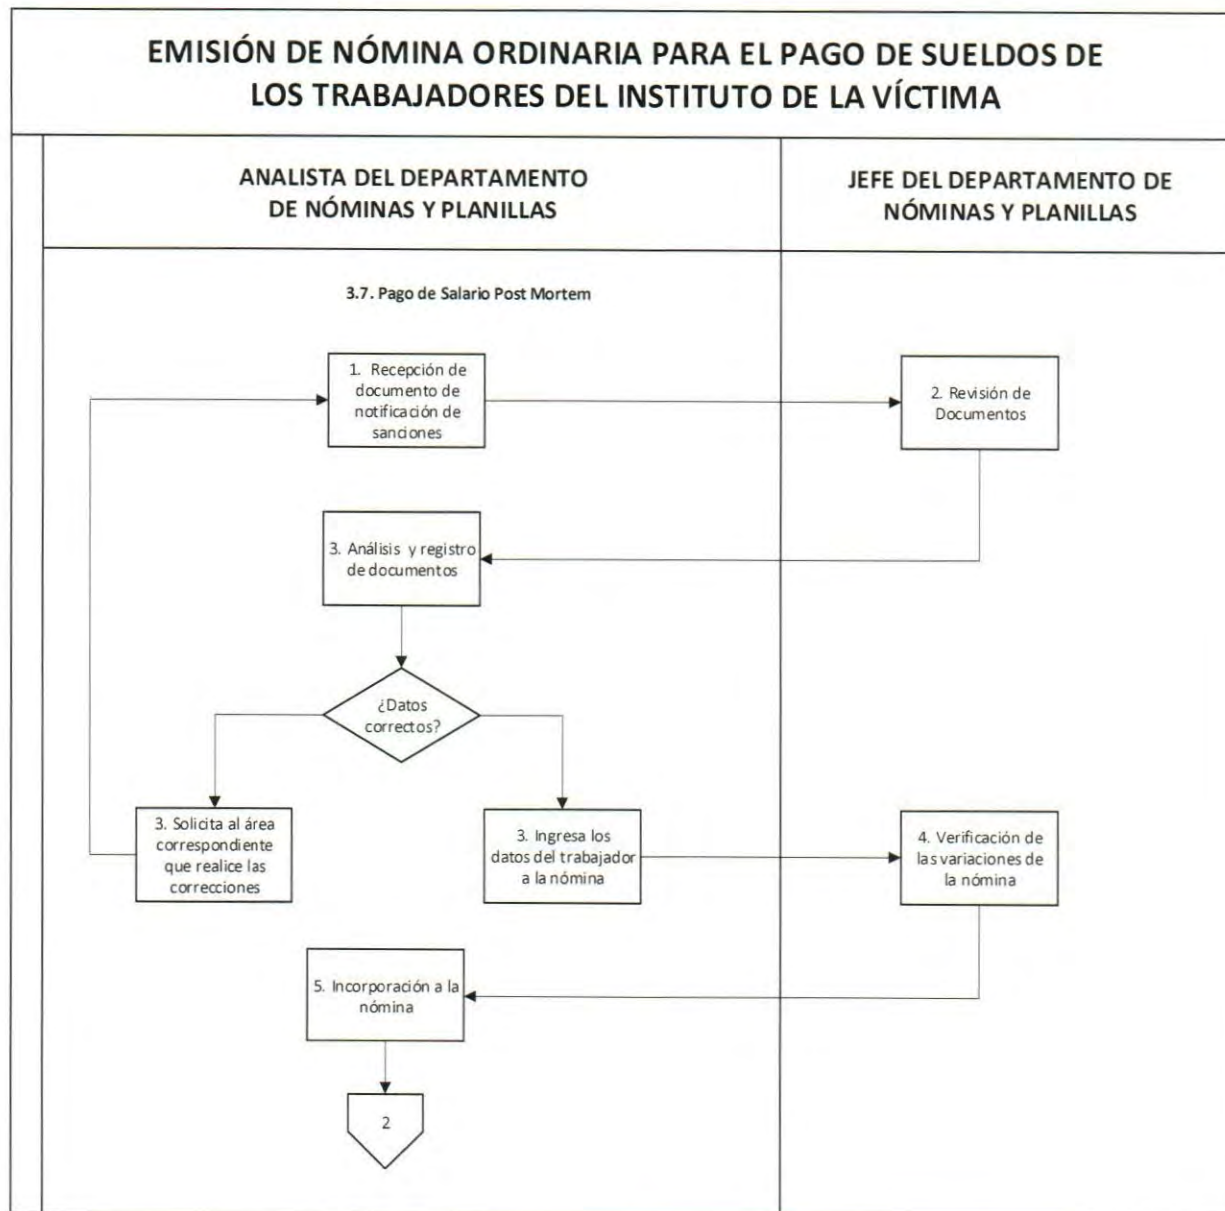 EMISIÓN DE NÓMINA ORDINARIA PARA EL PAGO DE SUELDOS DE
LOS TRABAJADORES DEL INSTITUTO DE LA VÍCTIMA
ANALISTA DEL DEPARTAMENTO
DE NÓMINAS Y PLANILLAS
JEFE DEL DEPARTAMENTO DE
NÓMINAS Y PLANILLAS
3.7. Pago de Salario Post Mortem
1. Recepción de
documento de
notificación de
sanciones
2. Revisión de
Documentos
3. Análisis y registro
de documentos
¿Datos
correctos?
3. Solicita al área
correspondiente
que realice las
correcciones
3. Ingresa los
datos del trabajador
a la nómina
4. Verificación de
las variaciones de
la nómina
5. Incorporación a la
nómina
2